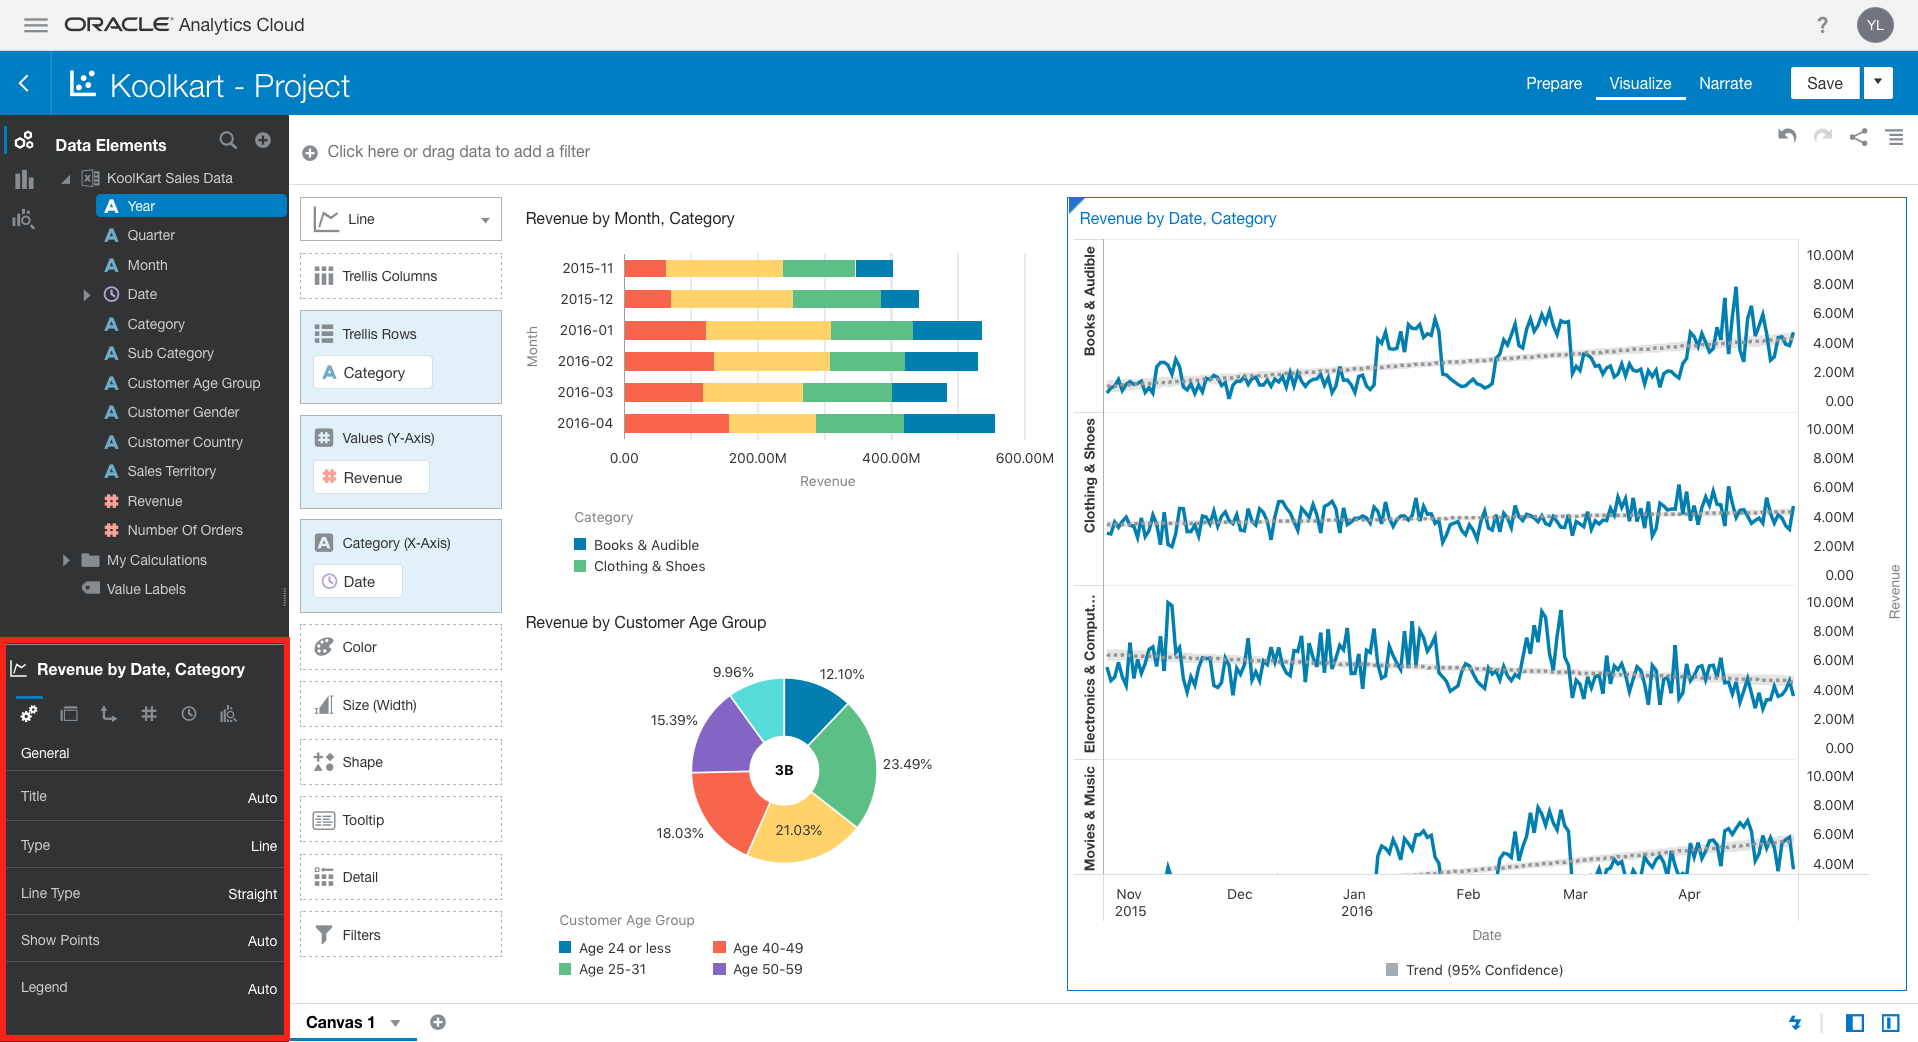 ORACLE Analytics Cloud
?
YL
Koolkart - Project
Prepare
Visualize
Narrate
Save
Data Elements
KoolKart Sales Data
Year
Quarter
Month
Date
Category
Sub Category
Customer Age Group
Customer Gender
Customer Country
Sales Territory
Revenue
Number Of Orders
My Calculations
Value Labels
Revenue by Date, Category
General
Title Auto
Type Line
Line Type Straight
Show Points Auto
Legend Auto
Click here or drag data to add a filter
Line
Trellis Columns
Trellis Rows
Category
Values (Y-Axis)
Revenue
Category (X-Axis)
Date
Color
Size (Width)
Shape
Tooltip
Detail
Filters
Revenue by Month, Category
Month
2015-11
2015-12
2016-01
2016-02
2016-03
2016-04
0.00 200.00M 400.00M 600.00M
Revenue
Category
Books & Audible
Clothing & Shoes
Revenue by Customer Age Group
9.96%
12.10%
15.39%
23.49%
3B
18.03%
21.03%
Customer Age Group
Age 24 or less
Age 40-49
Age 25-31
Age 50-59
Revenue by Date, Category
Books & Audible
10.00M
8.00M
6.00M
4.00M
2.00M
0.00
Clothing & Shoes
10.00M
8.00M
6.00M
4.00M
2.00M
0.00
Electronics & Comput...
10.00M
8.00M
6.00M
4.00M
2.00M
0.00
Movies & Music
10.00M
8.00M
6.00M
4.00M
Revenue
Nov Dec Jan Feb Mar Apr
2015 2016
Date
Trend (95% Confidence)
Canvas 1